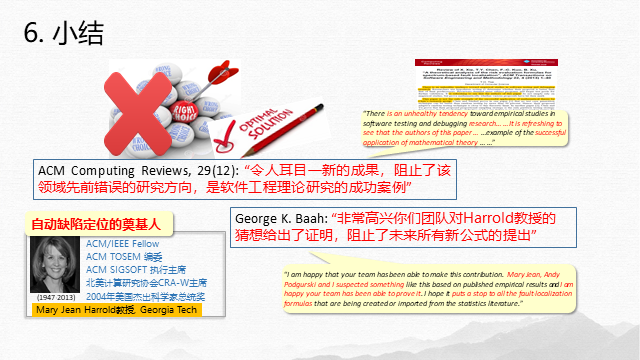 6. 小结
RIGHT CHOICE
OPTIMAL SOLUTION
"There is an unhealthy tendency toward empirical studies in
software testing and debugging research... ... It is refreshing to
see that the authors of this paper ... ...example of the successful
application of mathematical theory ... ..."
ACM Computing Reviews, 29(12): “令人耳目一新的成果，阻止了该
领域先前错误的研究方向，是软件工程理论研究的成功案例”
自动缺陷定位的奠基人
George K. Baah: “非常高兴你们团队对Harrold教授的
猜想给出了证明，阻止了未来所有新公式的提出”
ACM/IEEE Fellow
ACM TOSEM 编委
ACM SIGSOFT 执行主席
北美计算研究协会CRA-W主席
2004年美国杰出科学家总统奖
(1947-2013)
Mary Jean Harrold教授, Georgia Tech
"I am happy that your team has been able to make this contribution. Mary Jean, Andy
Podgurski and I suspected something like this based on published empirical results and I am
happy your team has been able to prove it. I hope it puts a stop to all the fault localization
formulas that are being created or imported from the statistics literature."